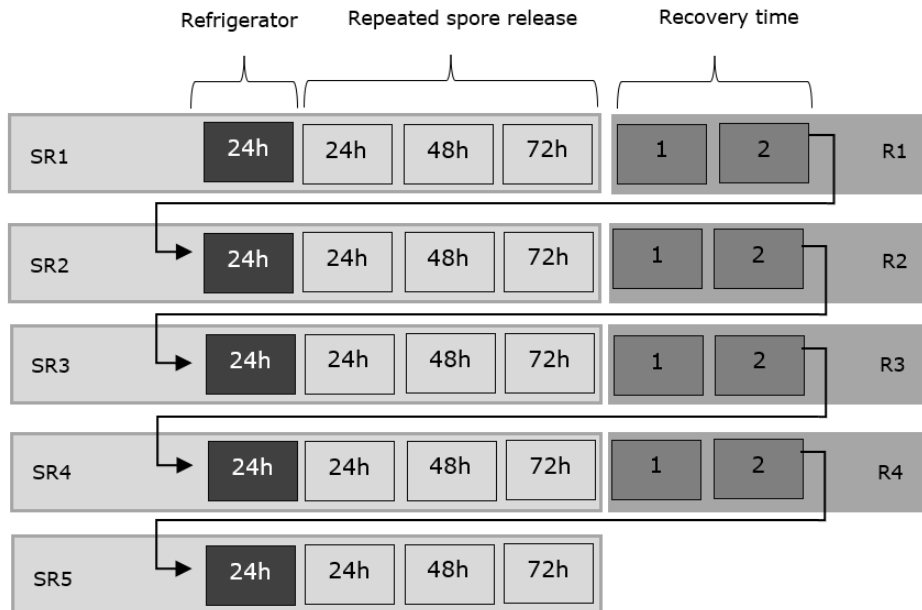 Refrigerator Repeated spore release Recovery time
SR1 24h 24h 48h 72h 1 2 R1
SR2 24h 24h 48h 72h 1 2 R2
SR3 24h 24h 48h 72h 1 2 R3
SR4 24h 24h 48h 72h 1 2 R4
SR5 24h 24h 48h 72h